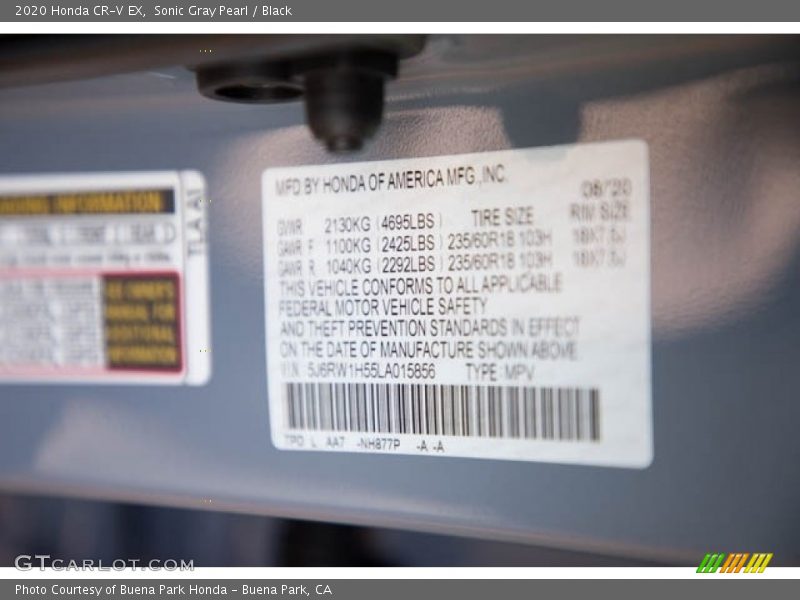 2020 Honda CR-V EX, Sonic Gray Pearl / Black
MFD BY HONDA OF AMERICA MFG., INC. 08/20
GVWR 2130KG (4695LBS) TIRE SIZE RIM SIZE
GAWR F 1100KG (2425LBS) 235/60R18 103H 18X7.5J
GAWR R 1040KG (2292LBS) 235/60R18 103H 18X7.5J
THIS VEHICLE CONFORMS TO ALL APPLICABLE
FEDERAL MOTOR VEHICLE SAFETY
AND THEFT PREVENTION STANDARDS IN EFFECT
ON THE DATE OF MANUFACTURE SHOWN ABOVE
V.I.N.: 5J6RW1H55LA015856 TYPE: MPV
TPO L AA7 -NH877P -A -A
INFORMATION
TLA A1
SEE OWNER'S
MANUAL FOR
ADDITIONAL
INFORMATION
GTCARLOT.COM
Photo Courtesy of Buena Park Honda - Buena Park, CA